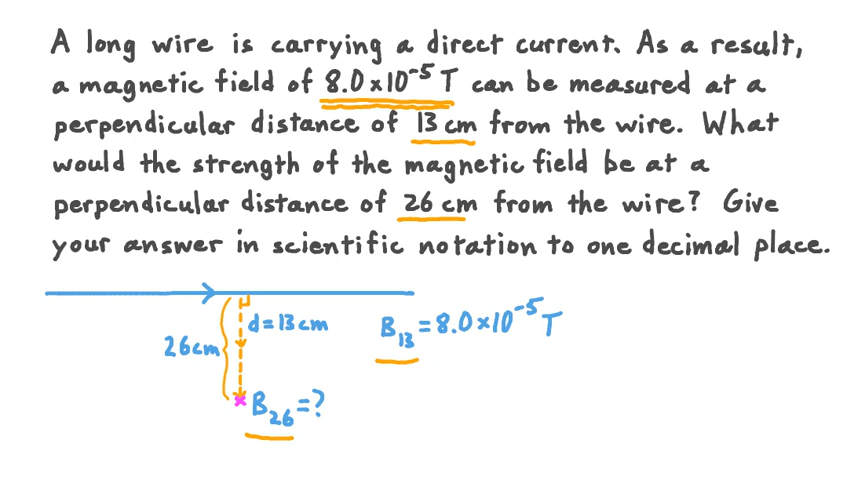 A long wire is carrying a direct current. As a result,
a magnetic field of 8.0×10⁻⁵ T can be measured at a
perpendicular distance of 13 cm from the wire. What
would the strength of the magnetic field be at a
perpendicular distance of 26 cm from the wire? Give
your answer in scientific notation to one decimal place.
d=13cm
B₁₃=8.0×10⁻⁵ T
26cm
B₂₆=?